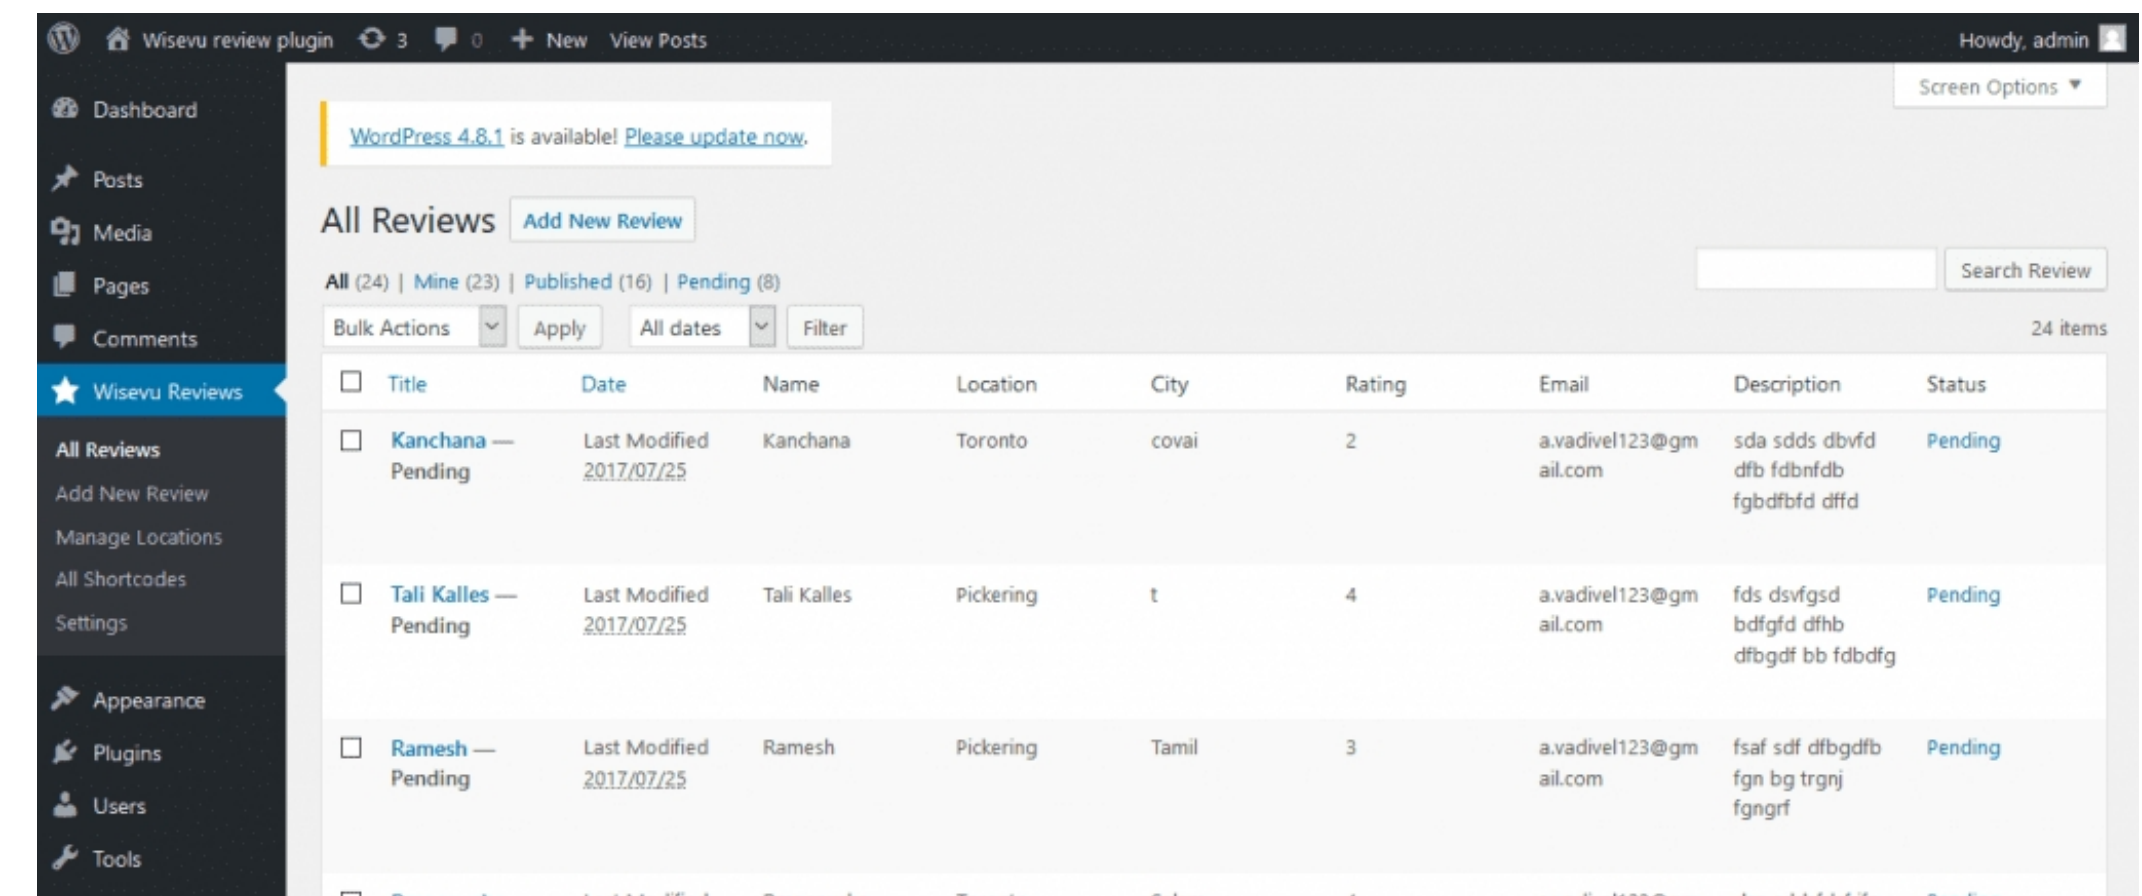 Wisevu review plugin 3 0 + New View Posts Howdy, admin
Screen Options ▼
Dashboard
Posts
Media
Pages
Comments
Wisevu Reviews
All Reviews
Add New Review
Manage Locations
All Shortcodes
Settings
Appearance
Plugins
Users
Tools
WordPress 4.8.1 is available! Please update now.
All Reviews Add New Review
All (24) | Mine (23) | Published (16) | Pending (8)
Search Review
Bulk Actions Apply All dates Filter
24 items
Title Date Name Location City Rating Email Description Status
Kanchana — Last Modified Kanchana Toronto covai 2 a.vadivel123@gm sda sdds dbvfd Pending
Pending 2017/07/25 ail.com dfb fdbnfdb
fgbdfbfd dffd
Tali Kalles — Last Modified Tali Kalles Pickering t 4 a.vadivel123@gm fds dsvfgsd Pending
Pending 2017/07/25 ail.com bdfgfd dfhb
dfbgdf bb fdbdfg
Ramesh — Last Modified Ramesh Pickering Tamil 3 a.vadivel123@gm fsaf sdf dfbgdfb Pending
Pending 2017/07/25 ail.com fgn bg trgnj
fgngrf